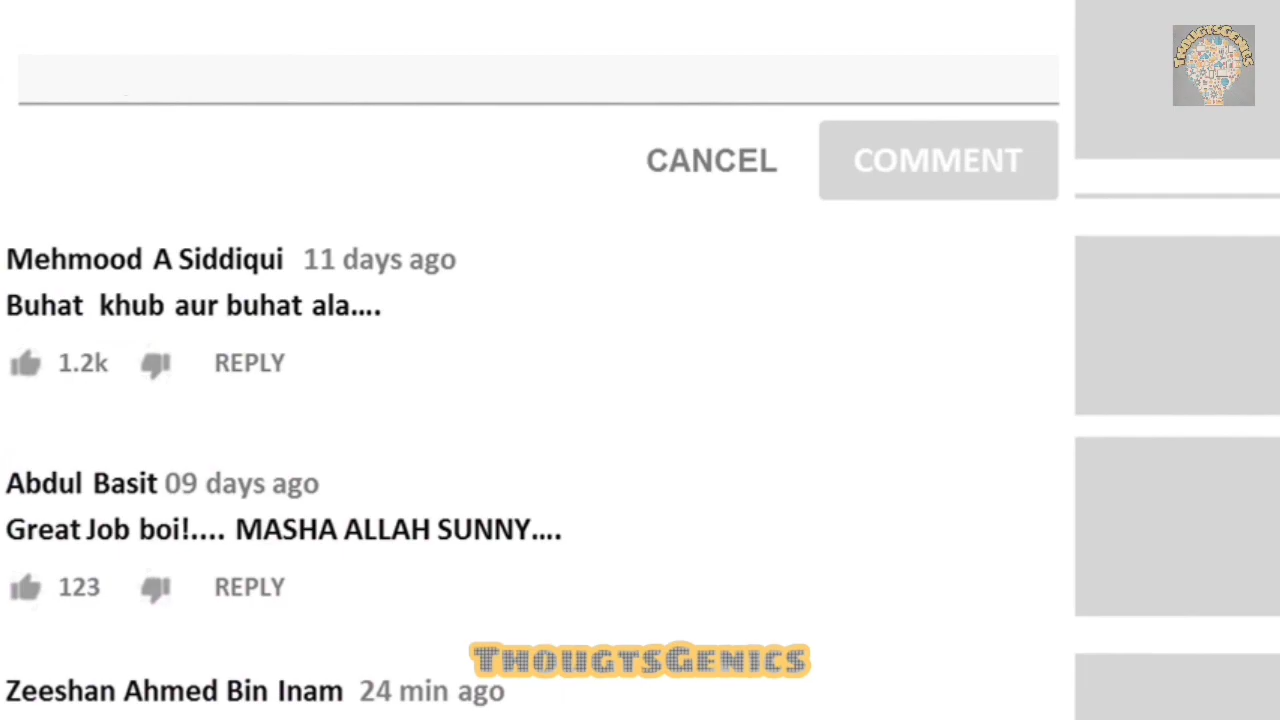 THOUGTSGENICS
CANCEL COMMENT
Mehmood A Siddiqui 11 days ago
Buhat khub aur buhat ala....
1.2k REPLY
Abdul Basit 09 days ago
Great Job boi!.... MASHA ALLAH SUNNY....
123 REPLY
THOUGTSGENICS
Zeeshan Ahmed Bin Inam 24 min ago